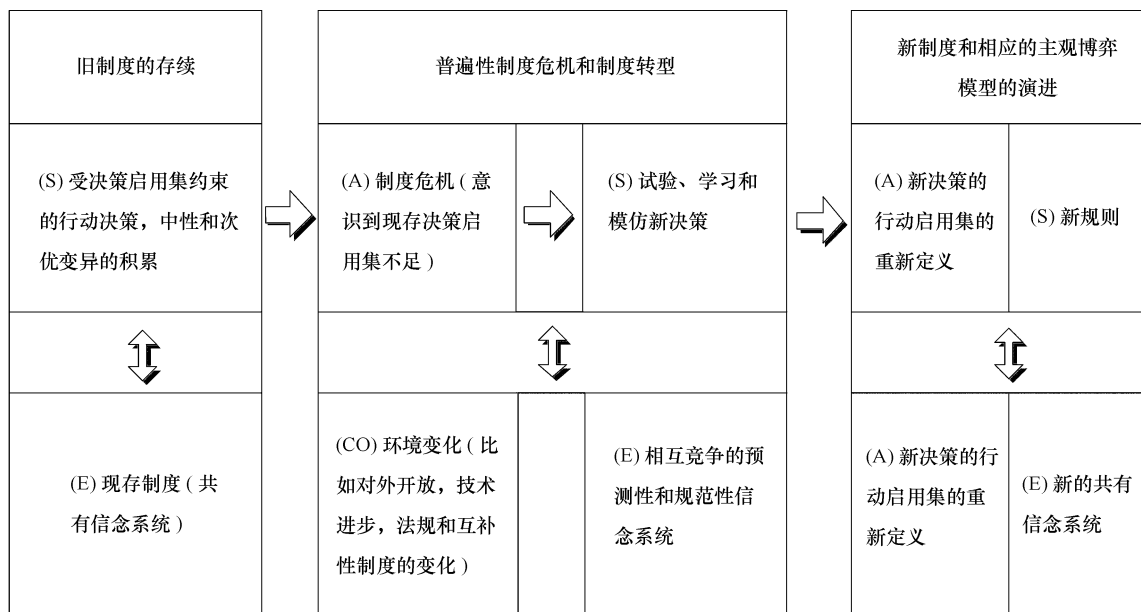 旧制度的存续
普遍性制度危机和制度转型
新制度和相应的主观博弈
模型的演进
(S) 受决策启用集约束
的行动决策，中性和次
优变异的积累
(A) 制度危机（意
识到现存决策启
用集不足）
(S) 试验、学习和
模仿新决策
(A) 新决策的
行动启用集的
重新定义
(S) 新规则
(E) 现存制度（共
有信念系统）
(CO) 环境变化（比
如对外开放，技术
进步，法规和互补
性制度的变化）
(E) 相互竞争的预
测性和规范性信
念系统
(A) 新决策的行
动启用集的重
新定义
(E) 新的共有
信念系统